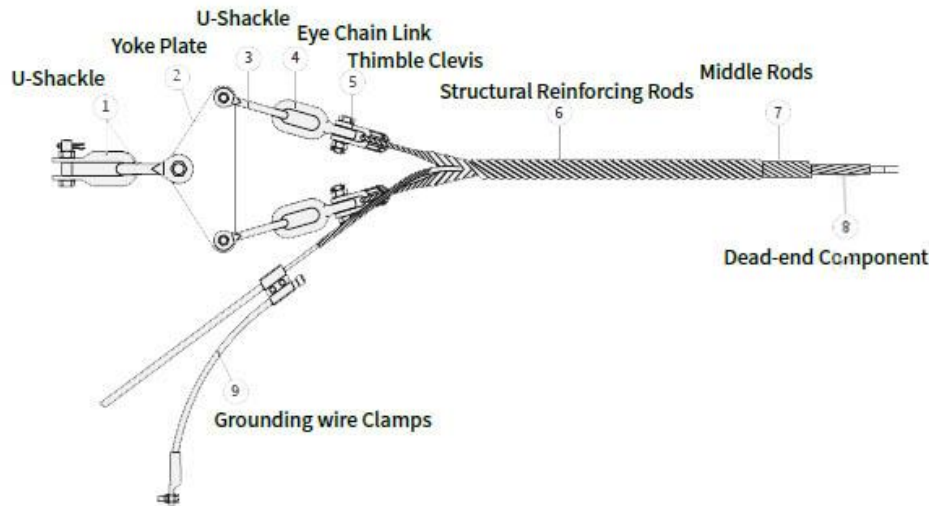 U-Shackle
Eye Chain Link
Yoke Plate
3
4
Thimble Clevis
U-Shackle
2
5
Middle Rods
1
Structural Reinforcing Rods
6
7
8
Dead-end Component
9
Grounding wire Clamps